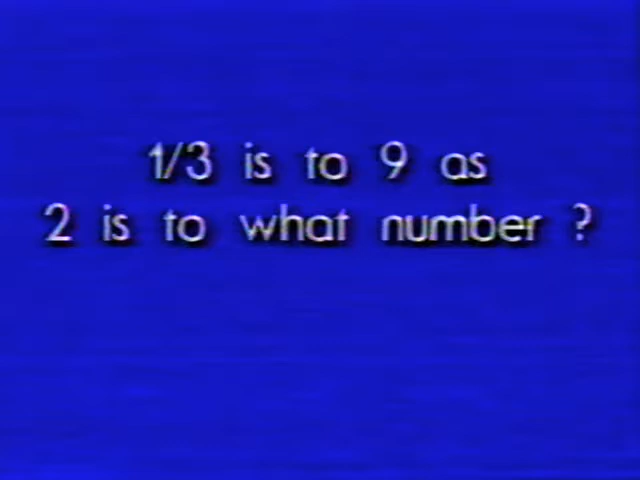 1/3 is to 9 as
2 is to what number ?